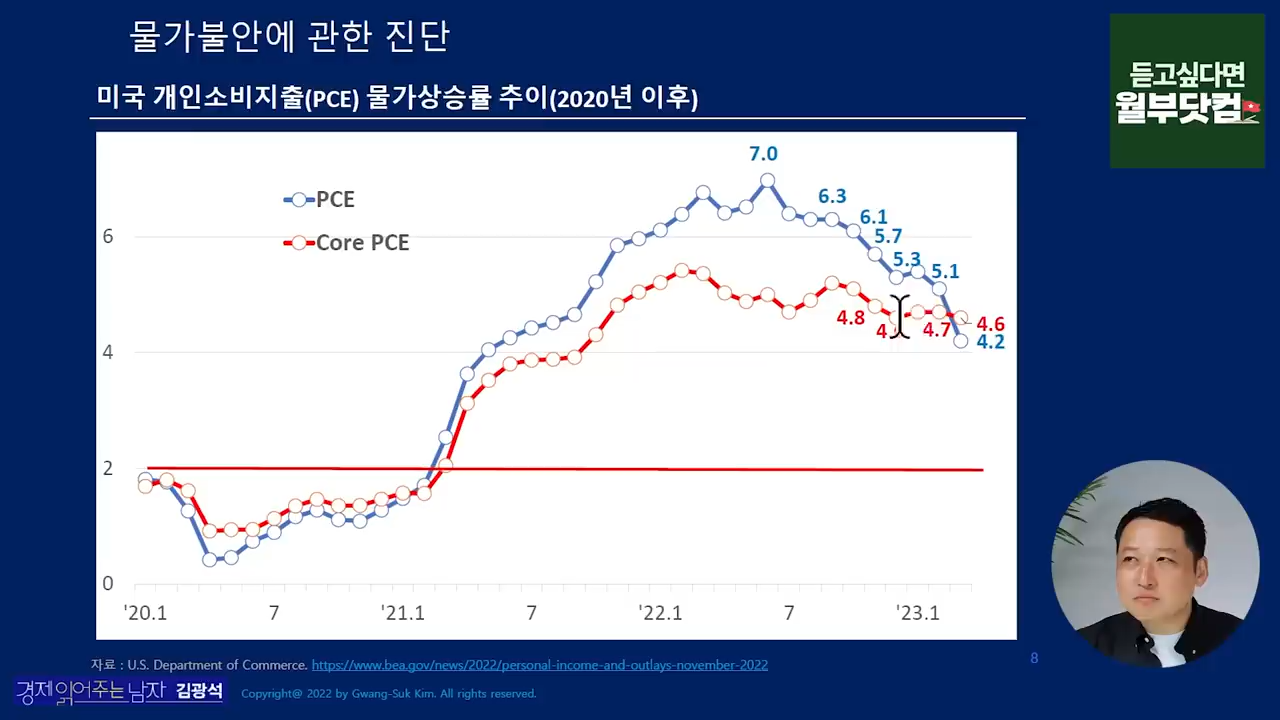 물가불안에 관한 진단
듣고싶다면
월부닷컴
미국 개인소비지출(PCE) 물가상승률 추이(2020년 이후)
PCE
Core PCE
7.0
6.3
6.1
5.7
5.3
5.1
4.8
4
4.7
4.6
4.2
6
4
2
0
'20.1 7 '21.1 7 '22.1 7 '23.1
자료 : U.S. Department of Commerce. https://www.bea.gov/news/2022/personal-income-and-outlays-november-2022
8
경제 읽어주는 남자 김광석
Copyright@ 2022 by Gwang-Suk Kim. All rights reserved.